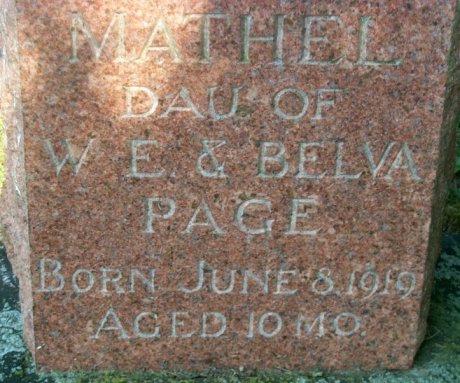 MATHEL
DAU. OF
W. E. & BELVA
PAGE
BORN JUNE 8, 1919
AGED 10 MO.